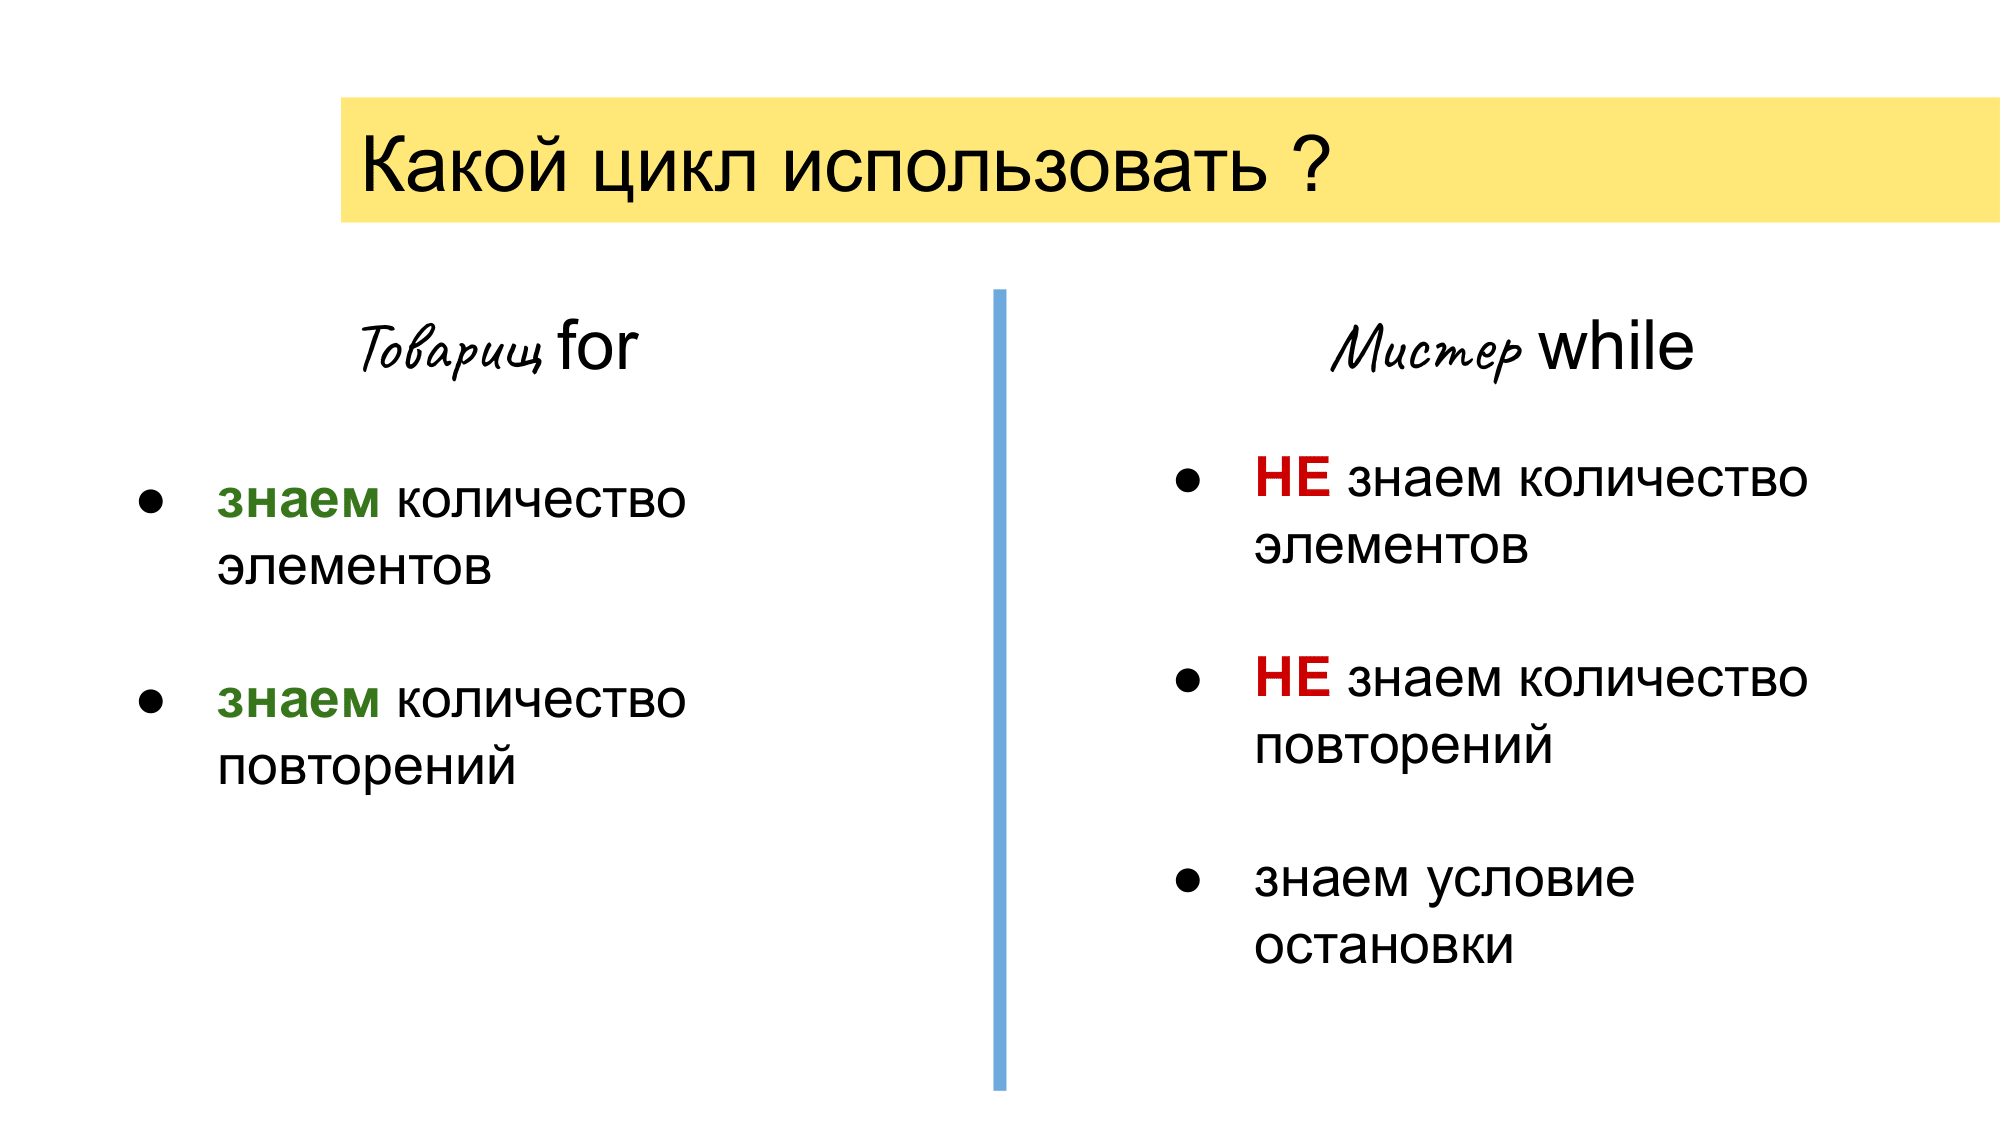 Какой цикл использовать ?
Товарищ for
● знаем количество
элементов
● знаем количество
повторений
Мистер while
● НЕ знаем количество
элементов
● НЕ знаем количество
повторений
● знаем условие
остановки